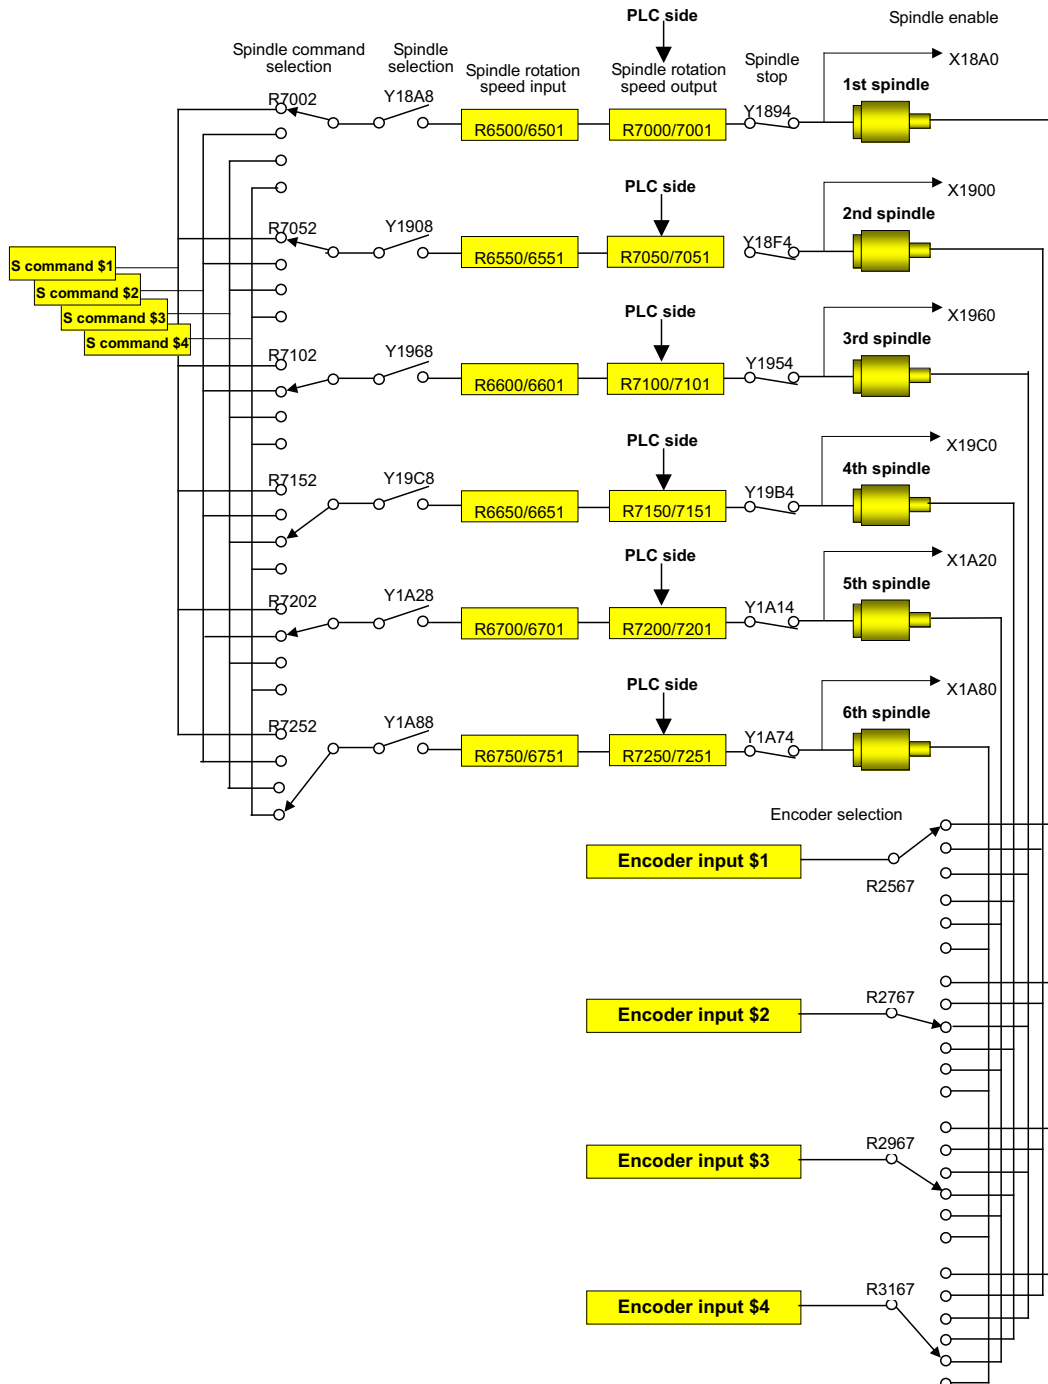 PLC side
Spindle enable
Spindle command
selection
Spindle
selection
Spindle rotation
speed input
Spindle rotation
speed output
Spindle
stop
X18A0
R7002
Y18A8
R6500/6501
R7000/7001
Y1894
1st spindle
PLC side
X1900
R7052
Y1908
R6550/6551
R7050/7051
Y18F4
2nd spindle
S command $1
S command $2
S command $3
S command $4
PLC side
X1960
R7102
Y1968
R6600/6601
R7100/7101
Y1954
3rd spindle
PLC side
X19C0
R7152
Y19C8
R6650/6651
R7150/7151
Y19B4
4th spindle
PLC side
X1A20
R7202
Y1A28
R6700/6701
R7200/7201
Y1A14
5th spindle
PLC side
X1A80
R7252
Y1A88
R6750/6751
R7250/7251
Y1A74
6th spindle
Encoder selection
Encoder input $1
R2567
Encoder input $2
R2767
Encoder input $3
R2967
Encoder input $4
R3167